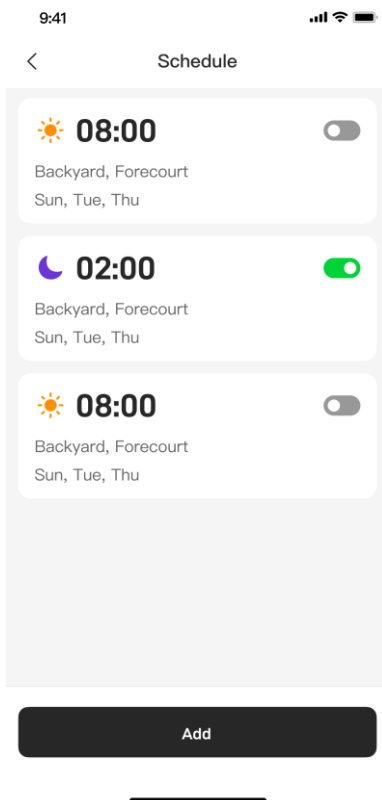 9:41
Schedule
08:00
Backyard, Forecourt
Sun, Tue, Thu
02:00
Backyard, Forecourt
Sun, Tue, Thu
08:00
Backyard, Forecourt
Sun, Tue, Thu
Add